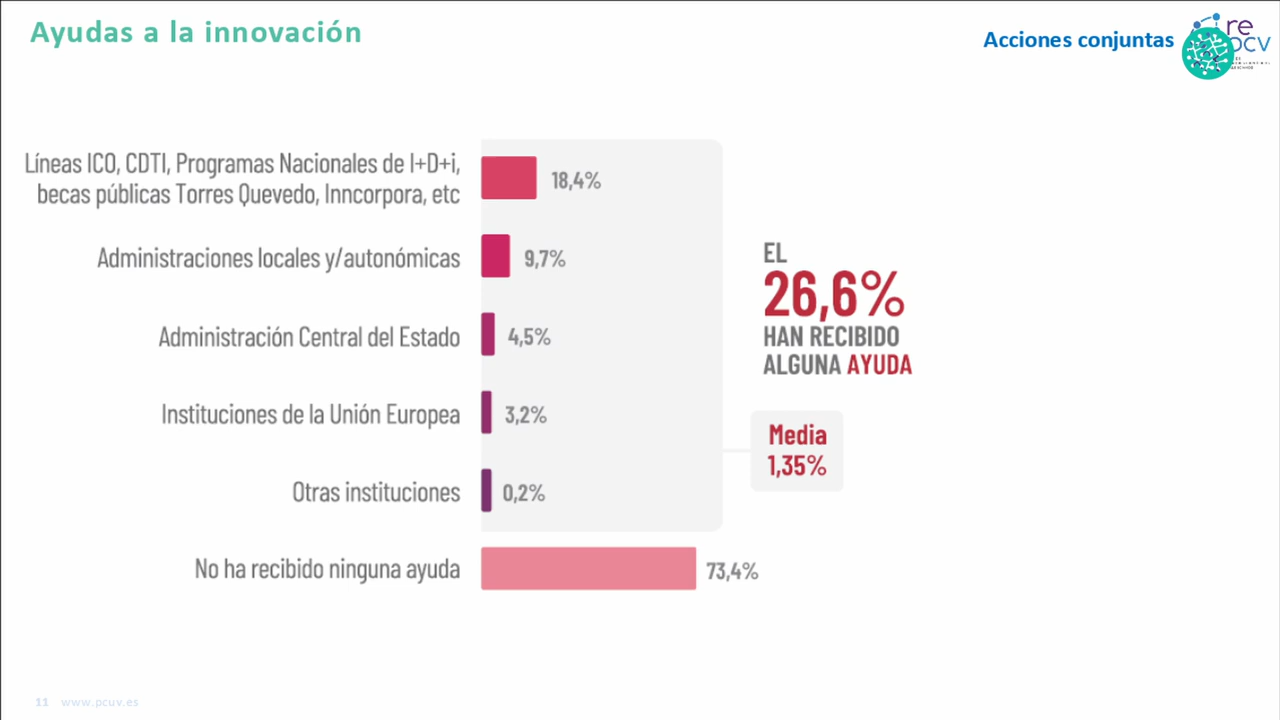 Ayudas a la innovación
Acciones conjuntas
re
pcv
Líneas ICO, CDTI, Programas Nacionales de I+D+i,
becas públicas Torres Quevedo, Inncorpora, etc
18,4%
Administraciones locales y/autonómicas
9,7%
Administración Central del Estado
4,5%
Instituciones de la Unión Europea
3,2%
Otras instituciones
0,2%
No ha recibido ninguna ayuda
73,4%
EL
26,6%
HAN RECIBIDO
ALGUNA AYUDA
Media
1,35%
11 www.pcuv.es